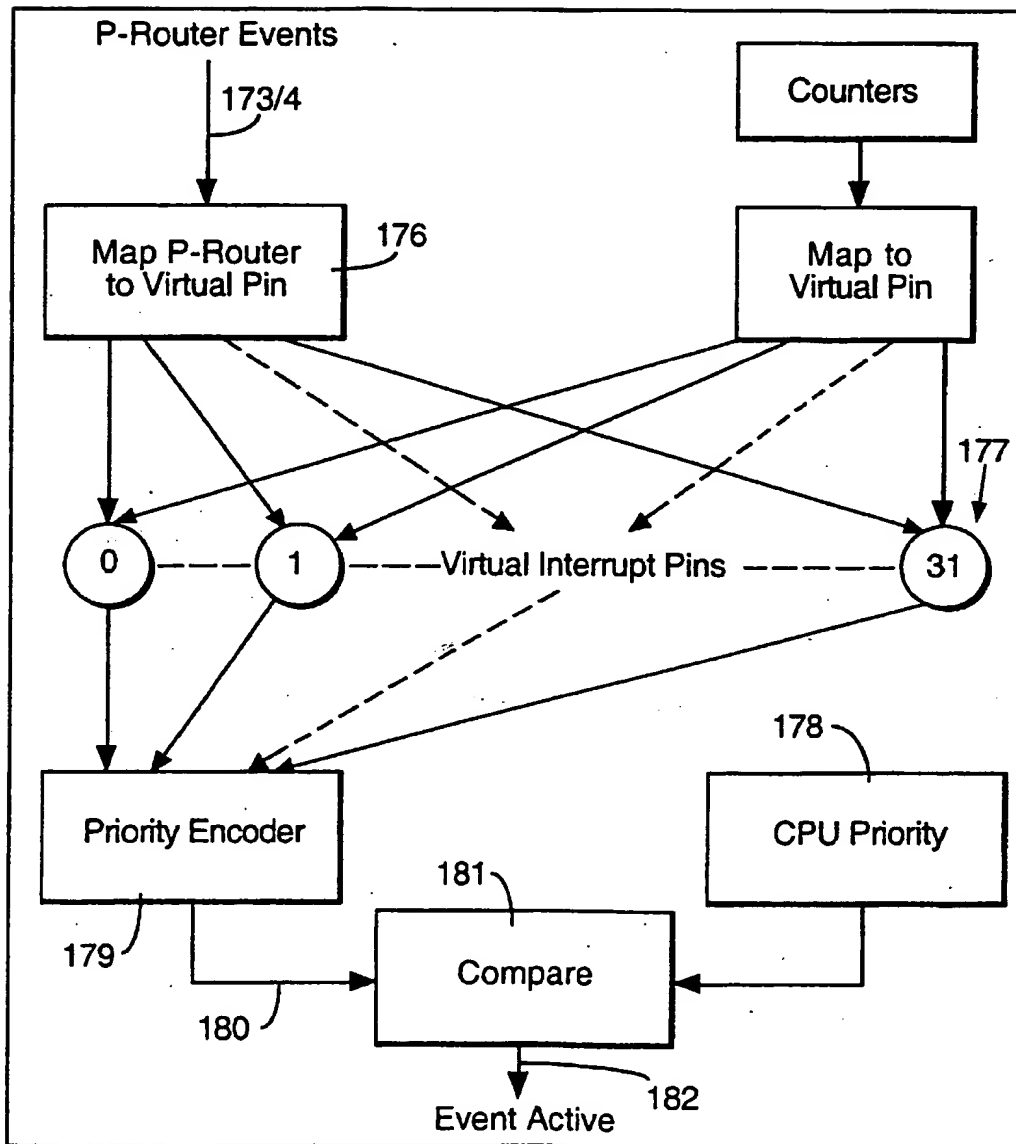 P-Router Events
173/4
Counters
Map P-Router
to Virtual Pin
176
Map to
Virtual Pin
177
0
1
Virtual Interrupt Pins
31
178
Priority Encoder
CPU Priority
181
179
Compare
180
182
Event Active